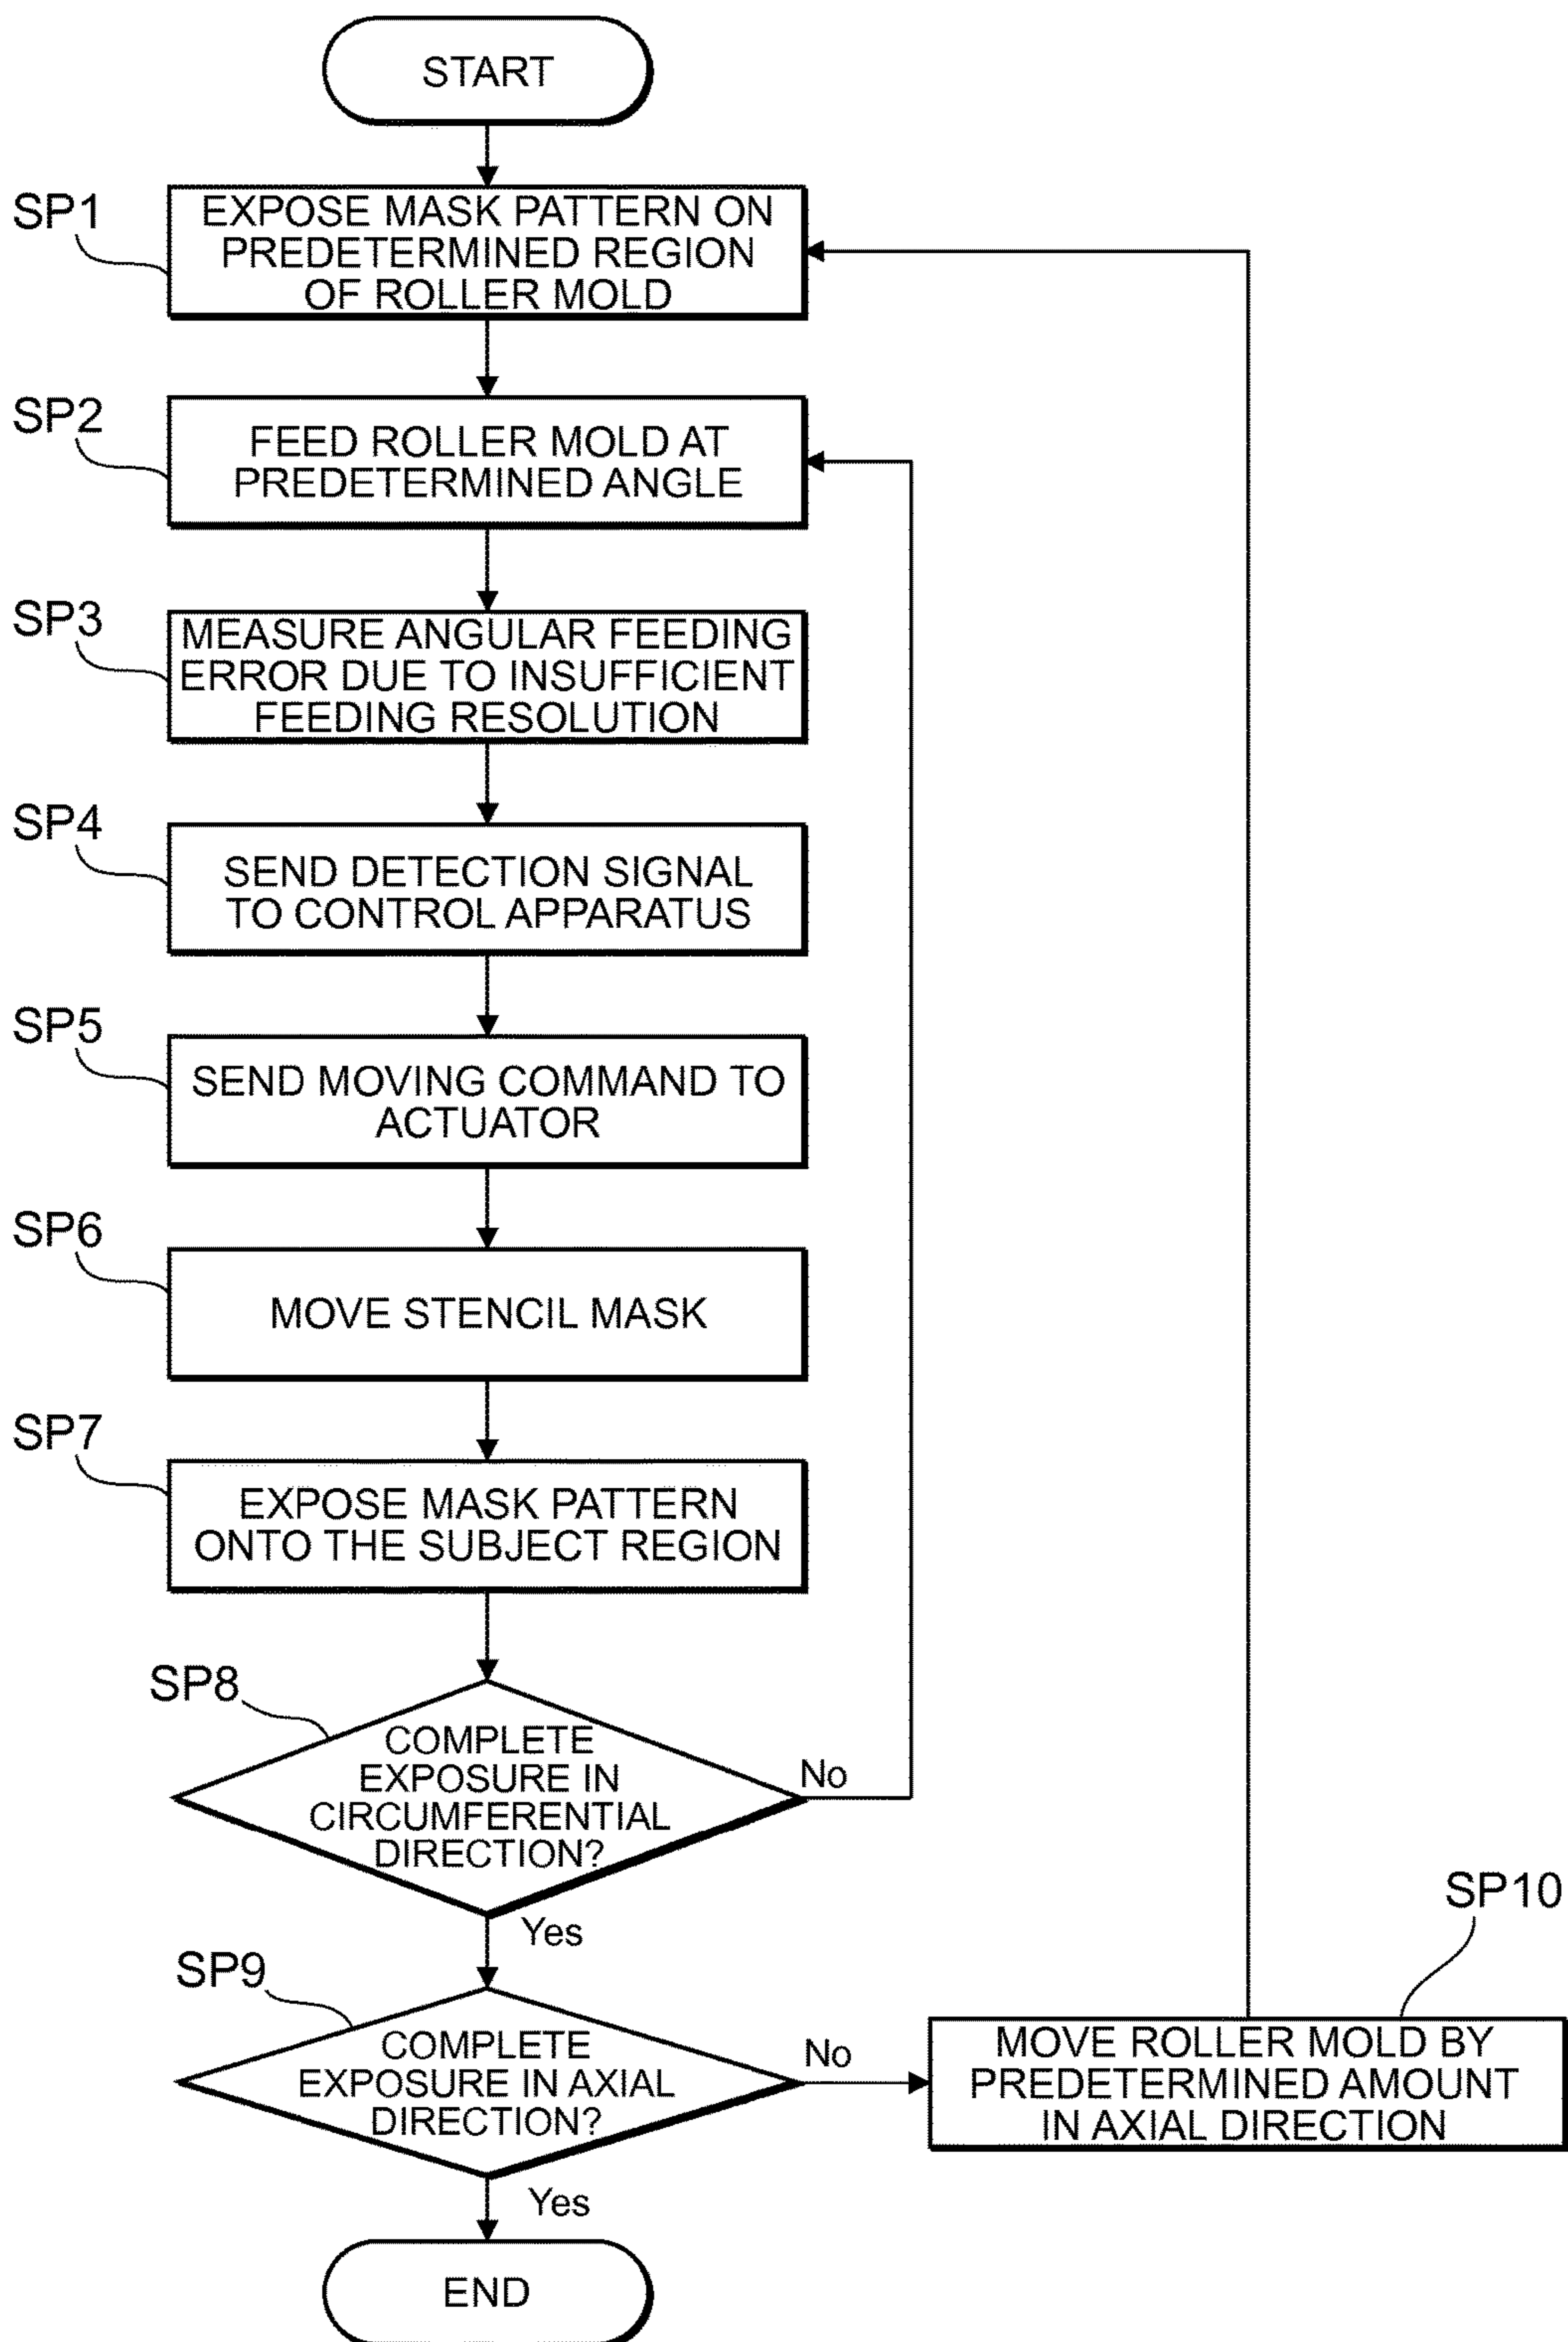 START
SP1
EXPOSE MASK PATTERN ON
PREDETERMINED REGION
OF ROLLER MOLD
SP2
FEED ROLLER MOLD AT
PREDETERMINED ANGLE
SP3
MEASURE ANGULAR FEEDING
ERROR DUE TO INSUFFICIENT
FEEDING RESOLUTION
SP4
SEND DETECTION SIGNAL
TO CONTROL APPARATUS
SP5
SEND MOVING COMMAND TO
ACTUATOR
SP6
MOVE STENCIL MASK
SP7
EXPOSE MASK PATTERN
ONTO THE SUBJECT REGION
SP8
COMPLETE
EXPOSURE IN
CIRCUMFERENTIAL
DIRECTION?
No
Yes
SP9
COMPLETE
EXPOSURE IN AXIAL
DIRECTION?
No
SP10
MOVE ROLLER MOLD BY
PREDETERMINED AMOUNT
IN AXIAL DIRECTION
Yes
END